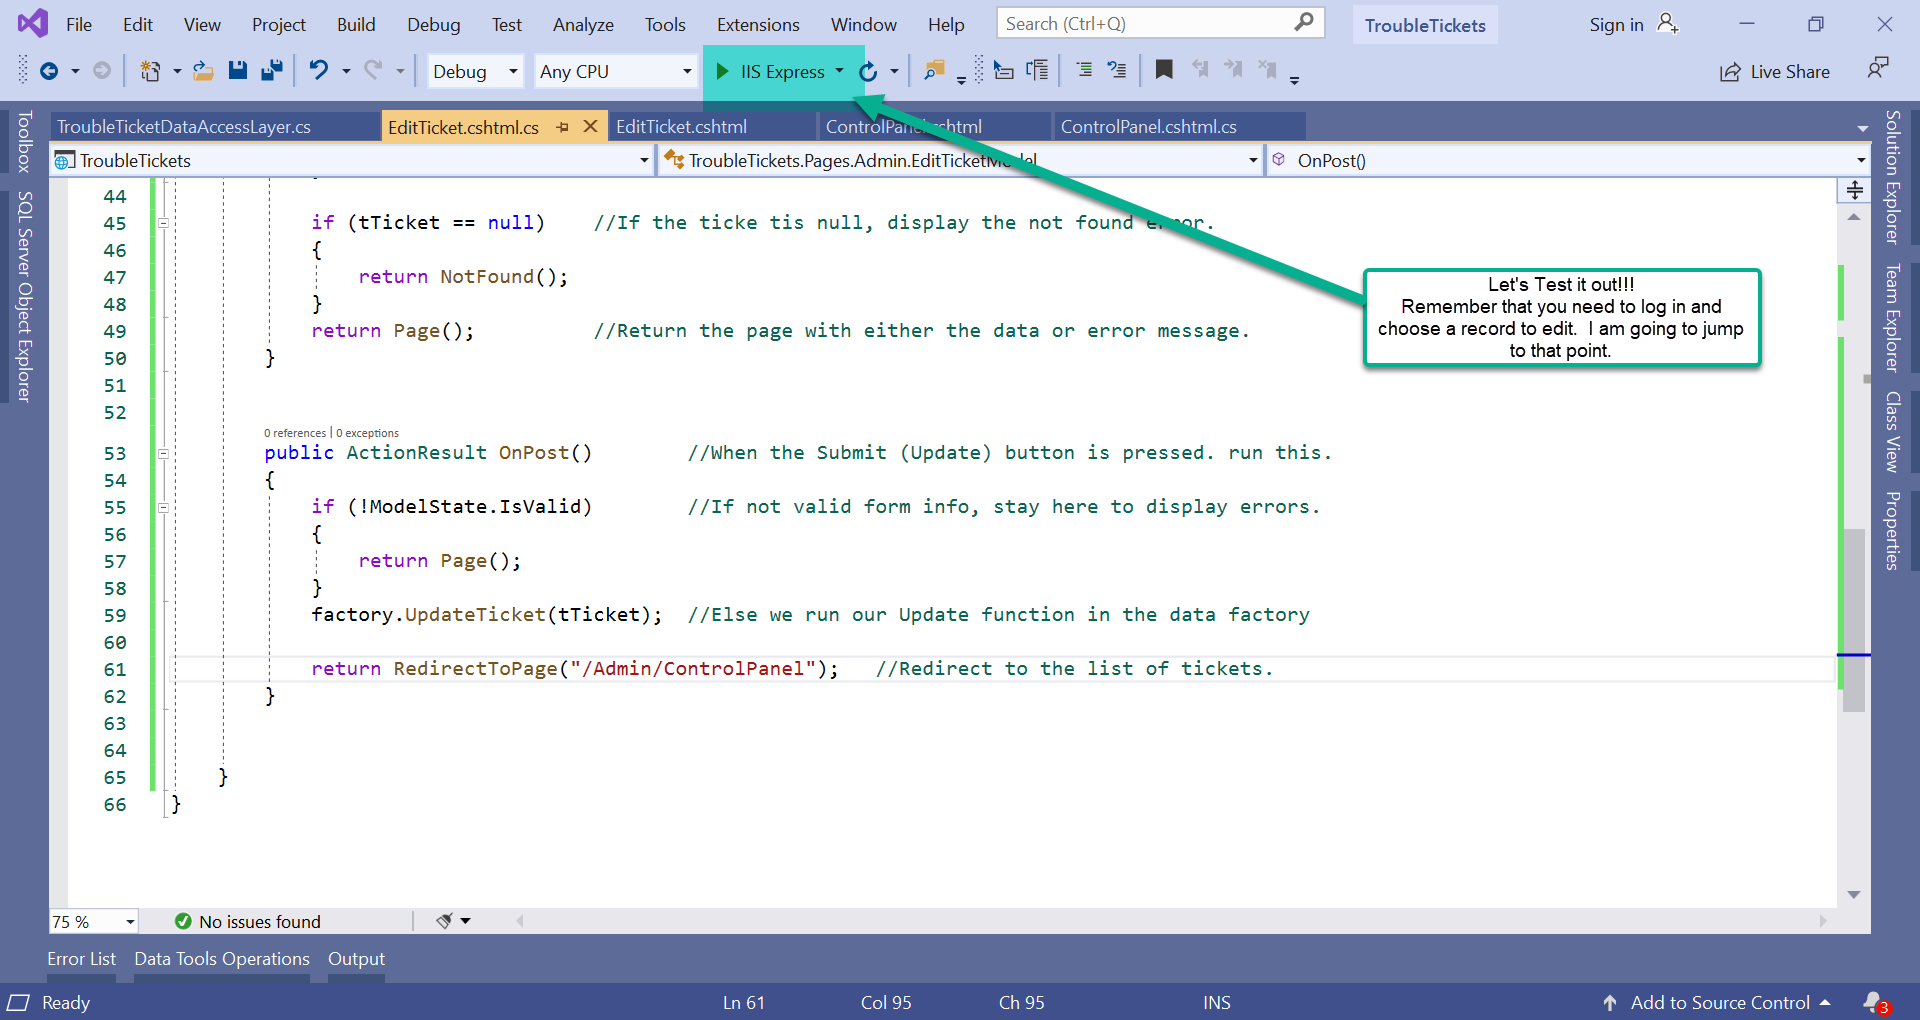 File Edit View Project Build Debug Test Analyze Tools Extensions Window Help Search (Ctrl+Q) TroubleTickets Sign in
Debug Any CPU IIS Express Live Share
TroubleTicketDataAccessLayer.cs EditTicket.cshtml.cs EditTicket.cshtml ControlPanel.cshtml ControlPanel.cshtml.cs
TroubleTickets TroubleTickets.Pages.Admin.EditTicketModel OnPost()
Toolbox
SQL Server Object Explorer
44
45 if (tTicket == null) //If the ticke tis null, display the not found error.
46 {
47 return NotFound();
48 }
49 return Page(); //Return the page with either the data or error message.
50 }
51
52
0 references | 0 exceptions
53 public ActionResult OnPost() //When the Submit (Update) button is pressed. run this.
54 {
55 if (!ModelState.IsValid) //If not valid form info, stay here to display errors.
56 {
57 return Page();
58 }
59 factory.UpdateTicket(tTicket); //Else we run our Update function in the data factory
60
61 return RedirectToPage("/Admin/ControlPanel"); //Redirect to the list of tickets.
62 }
63
64
65 }
66 }
Let's Test it out!!!
Remember that you need to log in and
choose a record to edit. I am going to jump
to that point.
Solution Explorer
Team Explorer
Class View
Properties
75 % No issues found
Error List Data Tools Operations Output
Ready Ln 61 Col 95 Ch 95 INS Add to Source Control 3